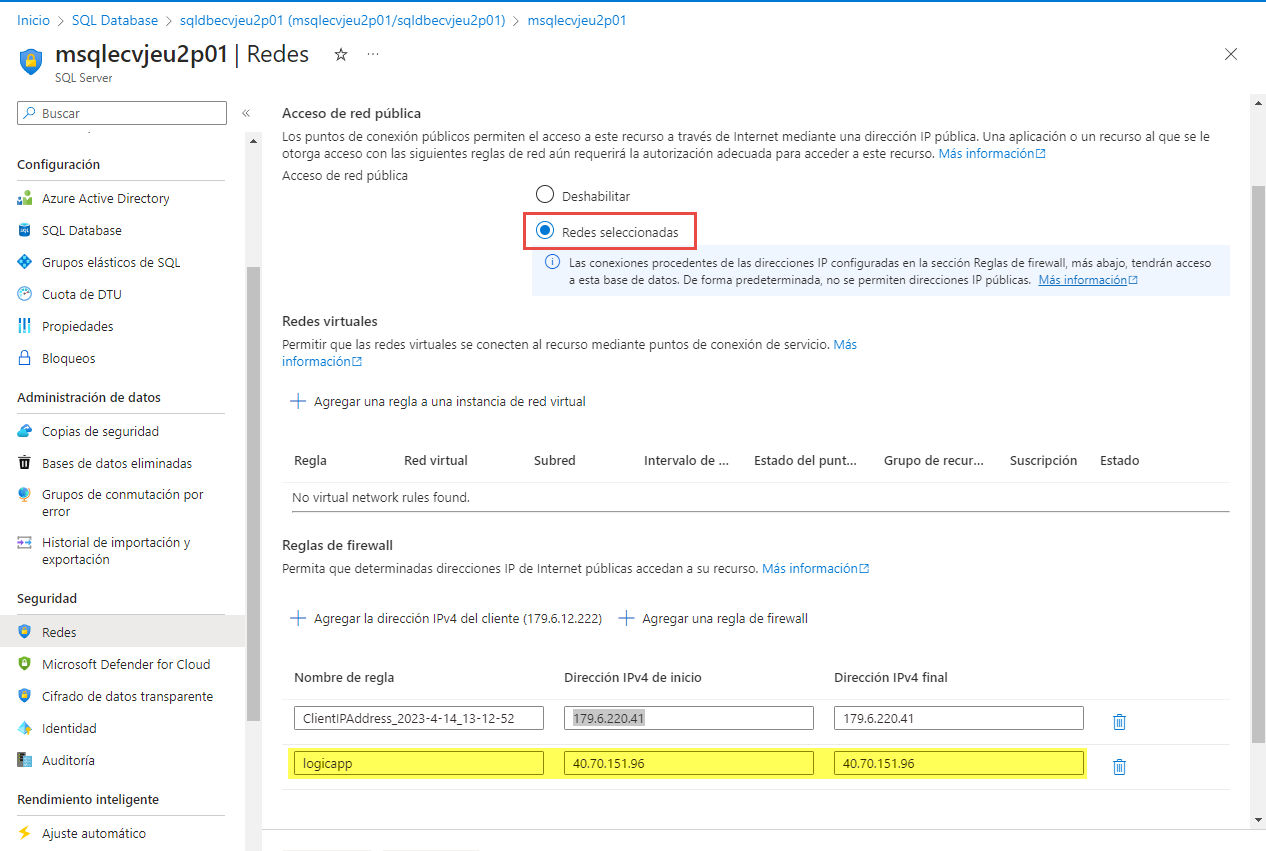 Inicio > SQL Database > sqldbecvjeu2p01 (msqlecvjeu2p01/sqldbecvjeu2p01) > msqlecvjeu2p01
msqlecvjeu2p01 | Redes ☆ ...
SQL Server
Buscar
«
Configuración
Azure Active Directory
SQL Database
Grupos elásticos de SQL
Cuota de DTU
Propiedades
Bloqueos
Administración de datos
Copias de seguridad
Bases de datos eliminadas
Grupos de conmutación por
error
Historial de importación y
exportación
Seguridad
Redes
Microsoft Defender for Cloud
Cifrado de datos transparente
Identidad
Auditoría
Rendimiento inteligente
Ajuste automático
Acceso de red pública
Los puntos de conexión públicos permiten el acceso a este recurso a través de Internet mediante una dirección IP pública. Una aplicación o un recurso al que se le
otorga acceso con las siguientes reglas de red aún requerirá la autorización adecuada para acceder a este recurso. Más información
Acceso de red pública
Deshabilitar
Redes seleccionadas
Las conexiones procedentes de las direcciones IP configuradas en la sección Reglas de firewall, más abajo, tendrán acceso
a esta base de datos. De forma predeterminada, no se permiten direcciones IP públicas. Más información
Redes virtuales
Permitir que las redes virtuales se conecten al recurso mediante puntos de conexión de servicio. Más
información
+ Agregar una regla a una instancia de red virtual
Regla Red virtual Subred Intervalo de ... Estado del punt... Grupo de recur... Suscripción Estado
No virtual network rules found.
Reglas de firewall
Permita que determinadas direcciones IP de Internet públicas accedan a su recurso. Más información
+ Agregar la dirección IPv4 del cliente (179.6.12.222) + Agregar una regla de firewall
Nombre de regla Dirección IPv4 de inicio Dirección IPv4 final
ClientIPAddress_2023-4-14_13-12-52 179.6.220.41 179.6.220.41
logicapp 40.70.151.96 40.70.151.96